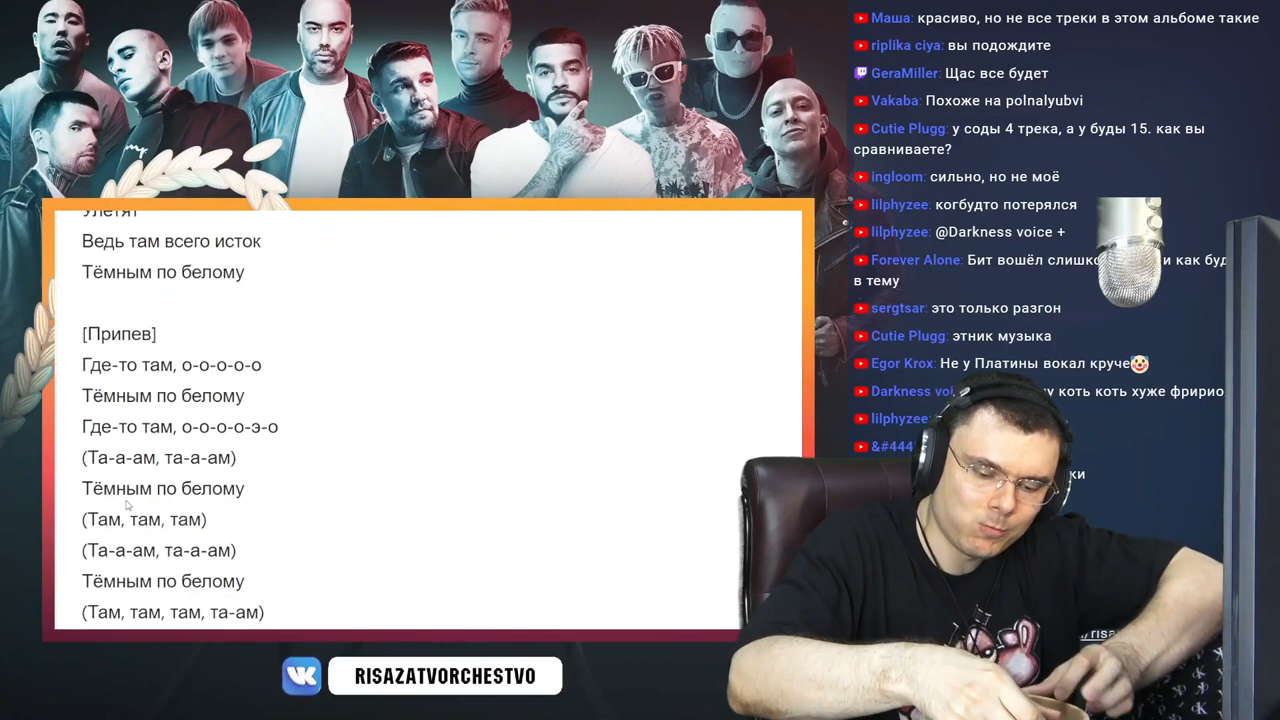 Улетят
Ведь там всего исток
Тёмным по белому
[Припев]
Где-то там, о-о-о-о-о
Тёмным по белому
Где-то там, о-о-о-о-э-о
(Та-а-ам, та-а-ам)
Тёмным по белому
(Там, там, там)
(Та-а-ам, та-а-ам)
Тёмным по белому
(Там, там, там, та-ам)
RISAZATVORCHESTVO
Маша: красиво, но не все треки в этом альбоме такие
riplika ciya: вы подождите
GeraMiller: Щас все будет
Vakaba: Похоже на polnalyubvi
Cutie Plugg: у соды 4 трека, а у буды 15. как вы
сравниваете?
ingloom: сильно, но не моё
lilphyzee: когбудто потерялся
lilphyzee: @Darkness voice +
Forever Alone: Бит вошёл и как
в тему
sergtsar: это только разгон
Cutie Plugg: этник музыка
Egor Krox: Не у Платины вокал круче
Darkness коть коть хуже фририо
lilphyzee:
&#444